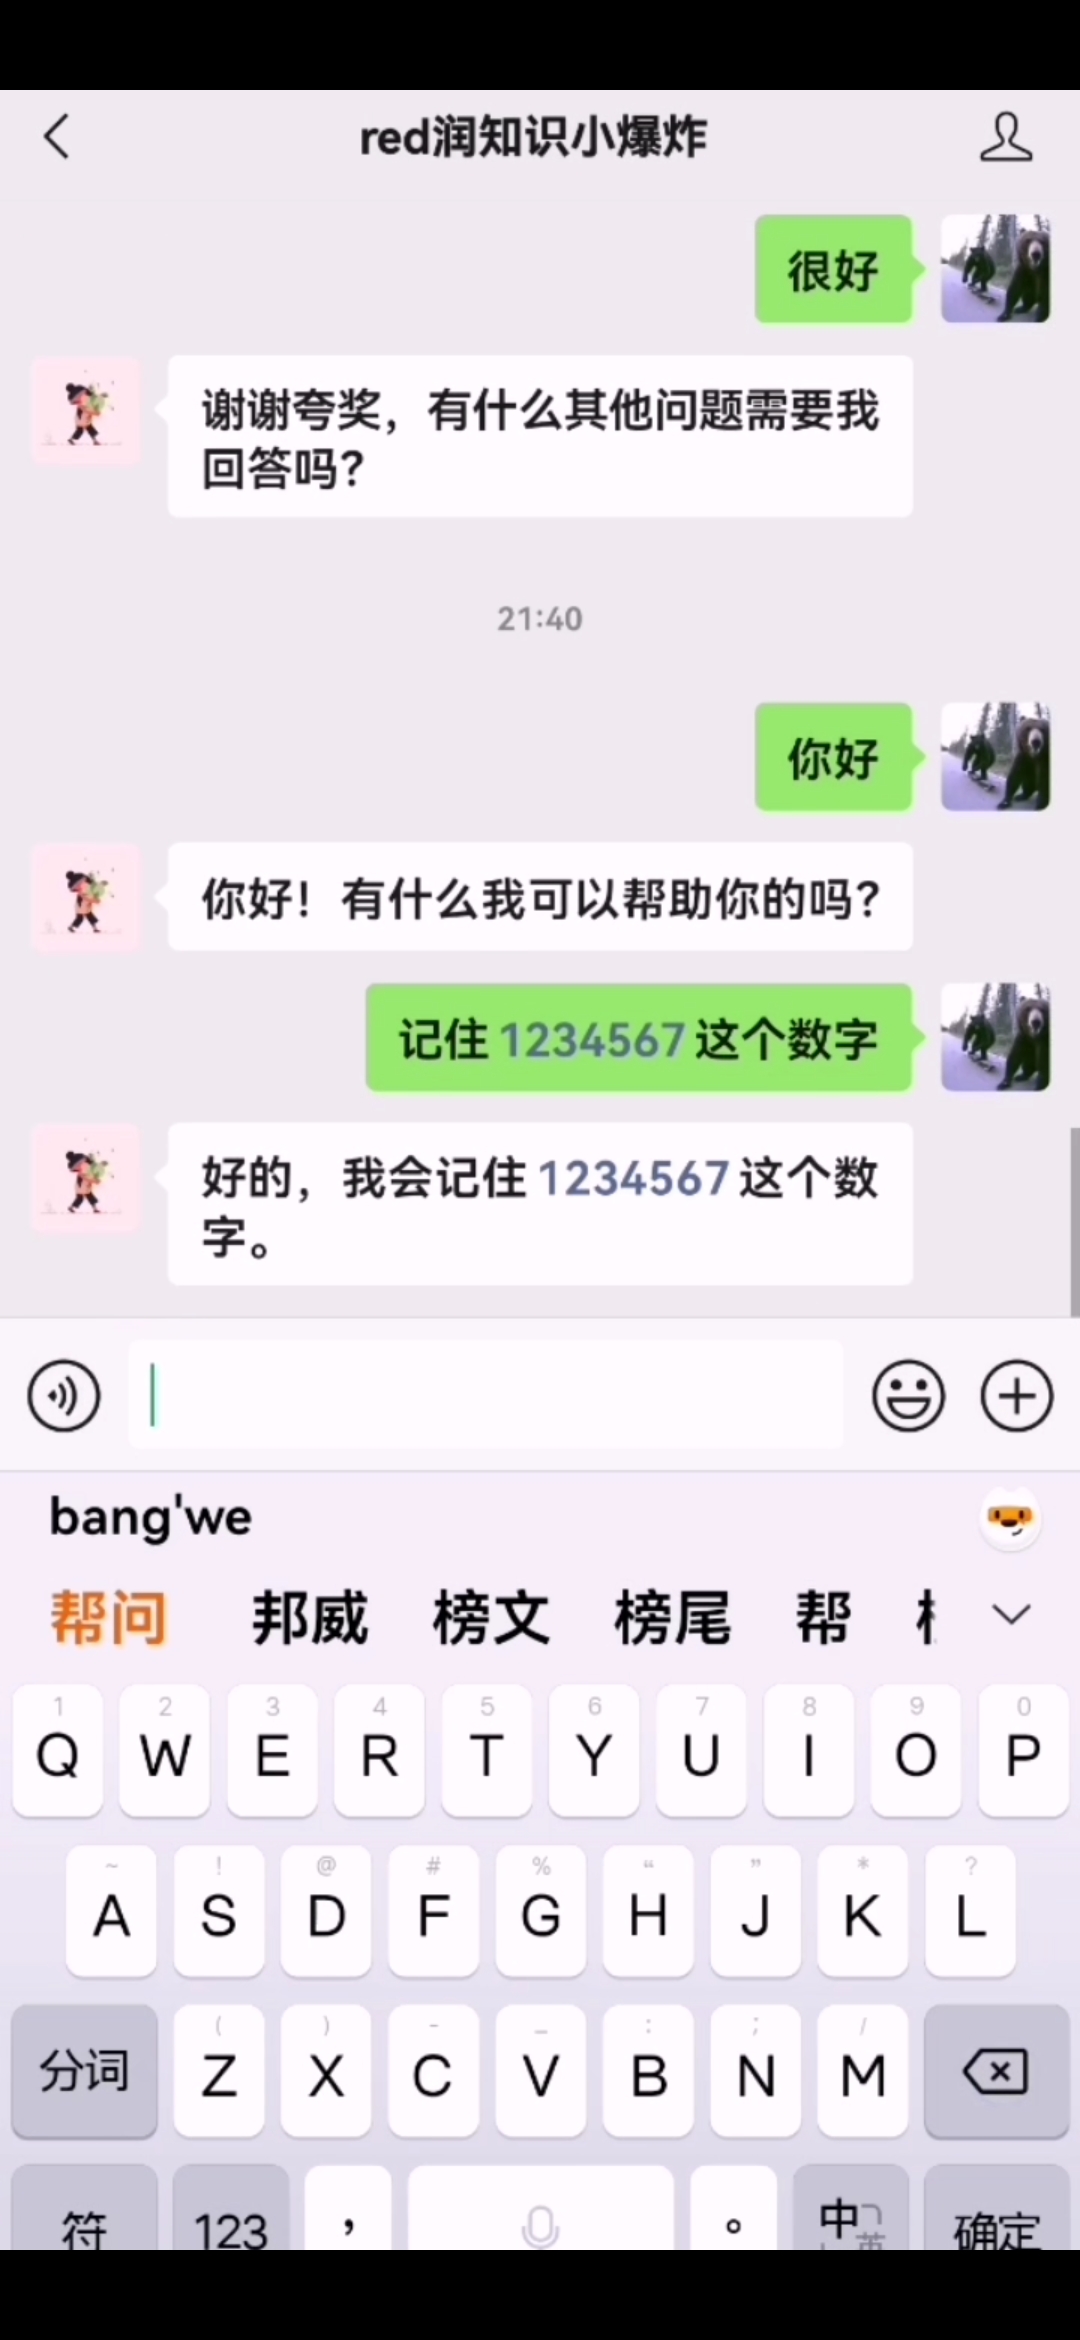 red润知识小爆炸
很好
谢谢夸奖，有什么其他问题需要我
回答吗？
21:40
你好
你好！有什么我可以帮助你的吗？
记住 1234567 这个数字
好的，我会记住 1234567 这个数
字。
bang'we
帮问 邦威 榜文 榜尾 帮
1 2 3 4 5 6 7 8 9 0
Q W E R T Y U I O P
~ ! @ # % “ ” * ?
A S D F G H J K L
( ) - _ : ; /
分词 Z X C V B N M
符 123 ， 。 中 英 确定